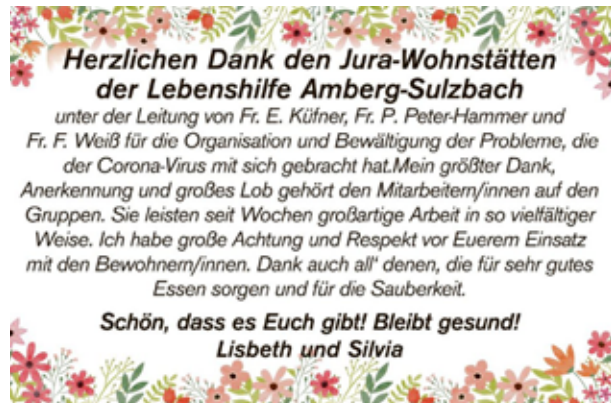 Herzlichen Dank den Jura-Wohnstätten
der Lebenshilfe Amberg-Sulzbach
unter der Leitung von Fr. E. Küfner, Fr. P. Peter-Hammer und
Fr. F. Weiß für die Organisation und Bewältigung der Probleme, die
der Corona-Virus mit sich gebracht hat.Mein größter Dank,
Anerkennung und großes Lob gehört den Mitarbeitern/innen auf den
Gruppen. Sie leisten seit Wochen großartige Arbeit in so vielfältiger
Weise. Ich habe große Achtung und Respekt vor Euerem Einsatz
mit den Bewohnern/innen. Dank auch all' denen, die für sehr gutes
Essen sorgen und für die Sauberkeit.
Schön, dass es Euch gibt! Bleibt gesund!
Lisbeth und Silvia